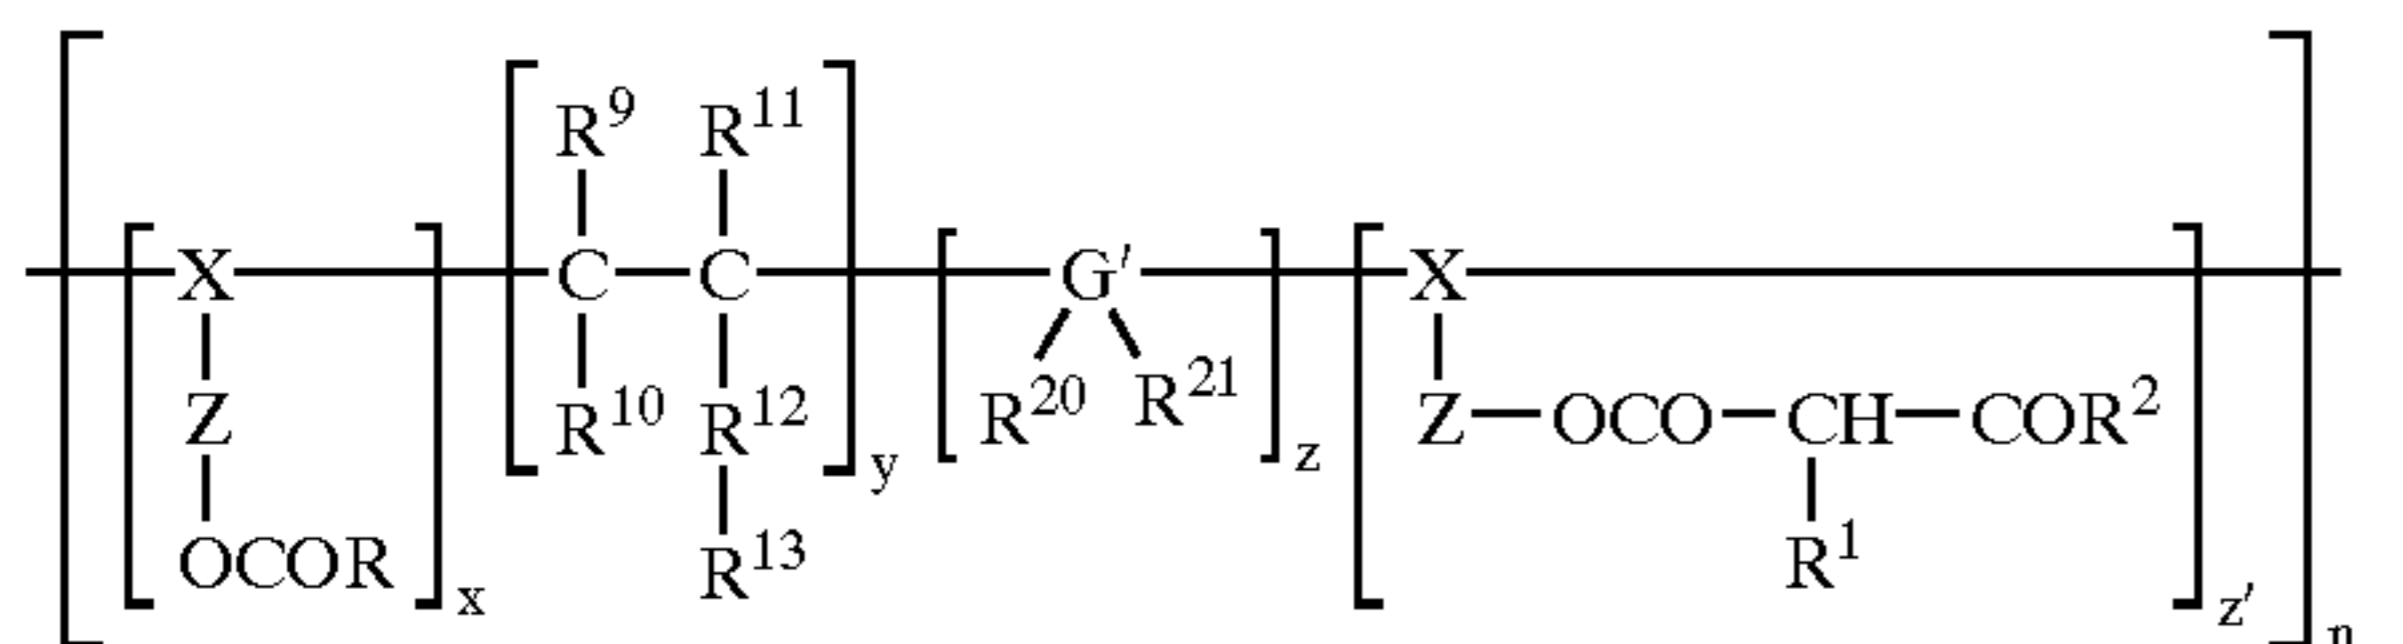 R⁹ R¹¹
X C C G′ X
R¹⁰ R¹² R²⁰ R²¹
Z Z OCO CH COR²
y z
OCOR R¹³ R¹
x z′
n